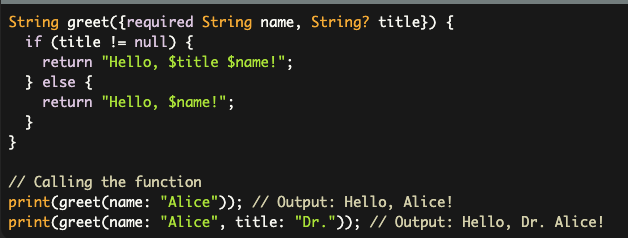 String greet({required String name, String? title}) {
  if (title != null) {
    return "Hello, $title $name!";
  } else {
    return "Hello, $name!";
  }
}

// Calling the function
print(greet(name: "Alice")); // Output: Hello, Alice!
print(greet(name: "Alice", title: "Dr.")); // Output: Hello, Dr. Alice!